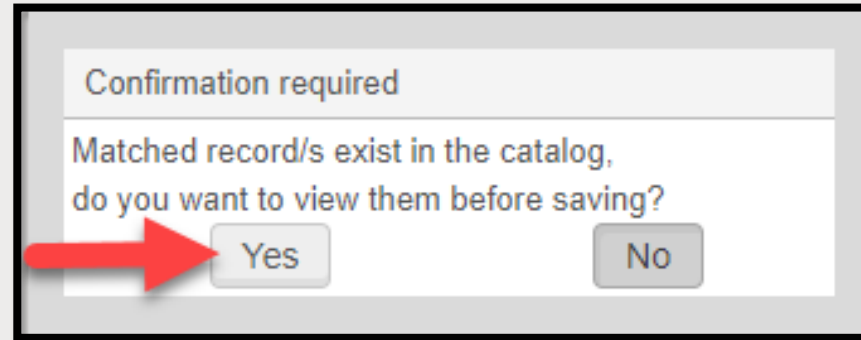 Confirmation required
Matched record/s exist in the catalog,
do you want to view them before saving?
Yes No